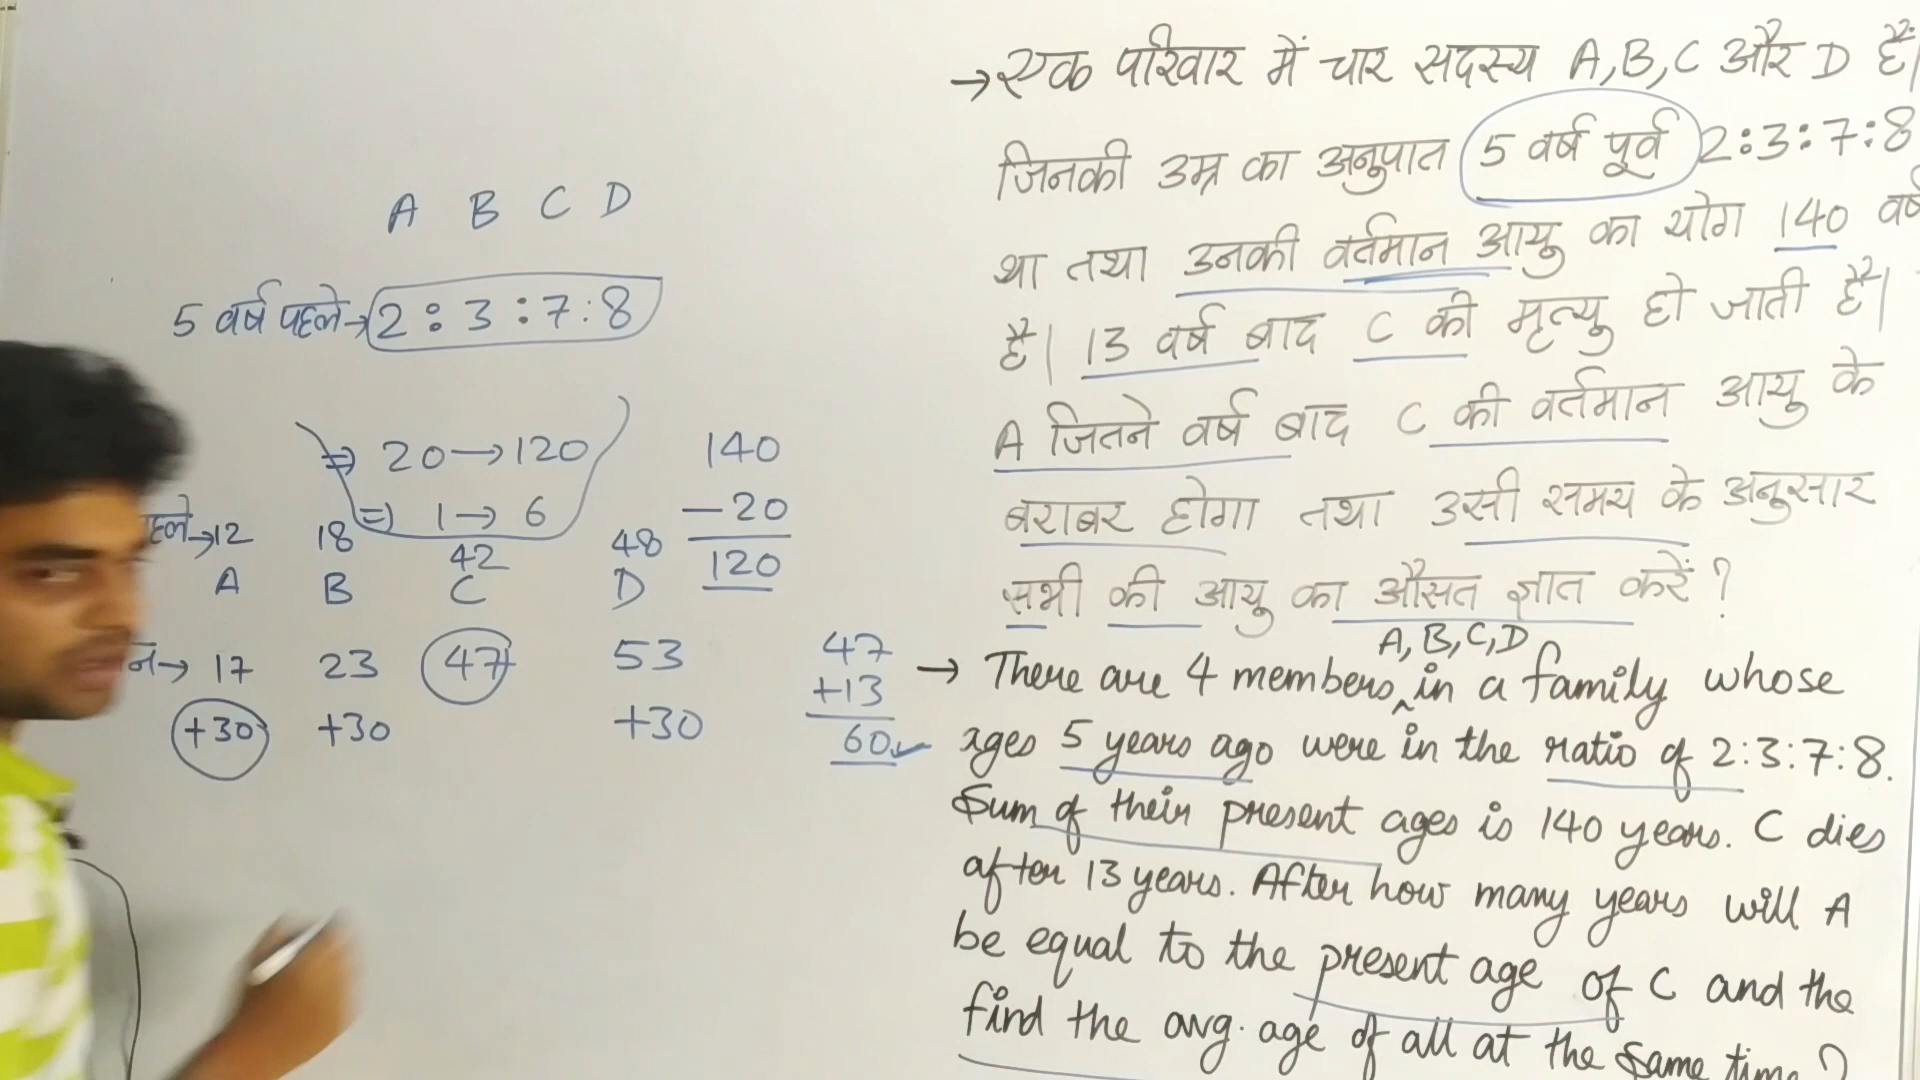 A B C D
5 वर्ष पहले→ 2 : 3 : 7 : 8
⇒ 20 → 120
⇒ 1 → 6
140
-20
120
हले→ 12 18 42 48
A B C D
न→ 17 23 47 53
+30 +30 +30
47
+13
60
→ एक परिवार में चार सदस्य A, B, C और D हैं|
जिनकी उम्र का अनुपात 5 वर्ष पूर्व 2:3:7:8
था तथा उनकी वर्तमान आयु का योग 140 वर्ष
है| 13 वर्ष बाद C की मृत्यु हो जाती है|
A जितने वर्ष बाद C की वर्तमान आयु के
बराबर होगा तथा उसी समय के अनुसार
सभी की आयु का औसत ज्ञात करें ?
A, B, C, D
→ There are 4 members ^ in a family whose
ages 5 years ago were in the ratio of 2:3:7:8.
Sum of their present ages is 140 years. C dies
after 13 years. After how many years will A
be equal to the present age of C and the
find the avg. age of all at the same time?